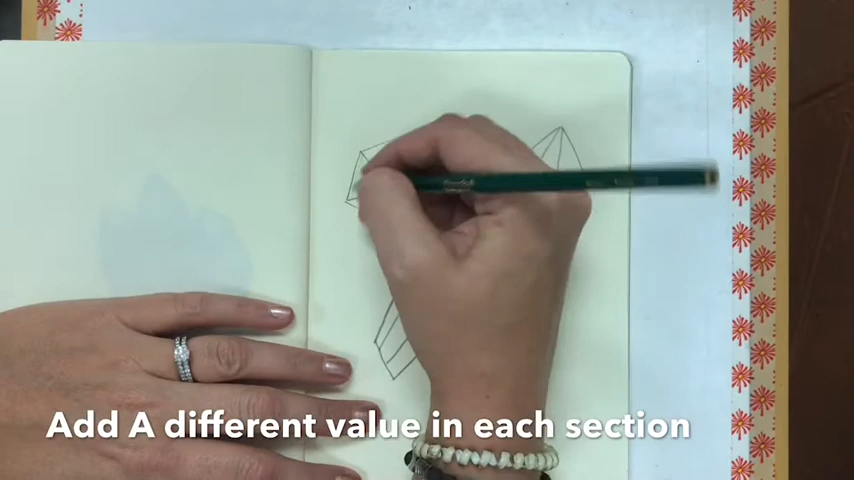 Add A different value in each section